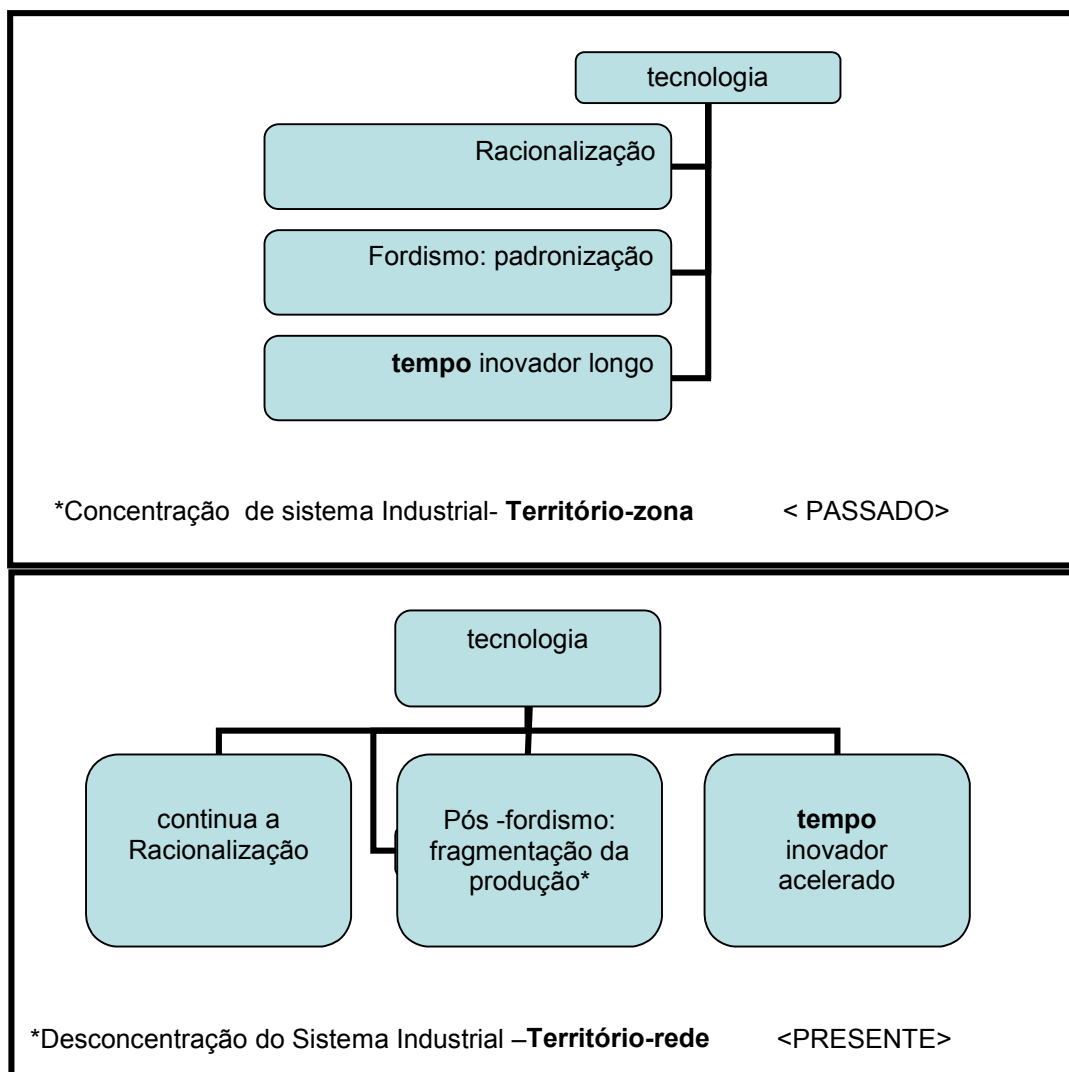 tecnologia
Racionalização
Fordismo: padronização
tempo inovador longo
*Concentração de sistema Industrial- Território-zona < PASSADO>
tecnologia
continua a
Racionalização
Pós -fordismo:
fragmentação da
produção*
tempo
inovador
acelerado
*Desconcentração do Sistema Industrial –Território-rede <PRESENTE>